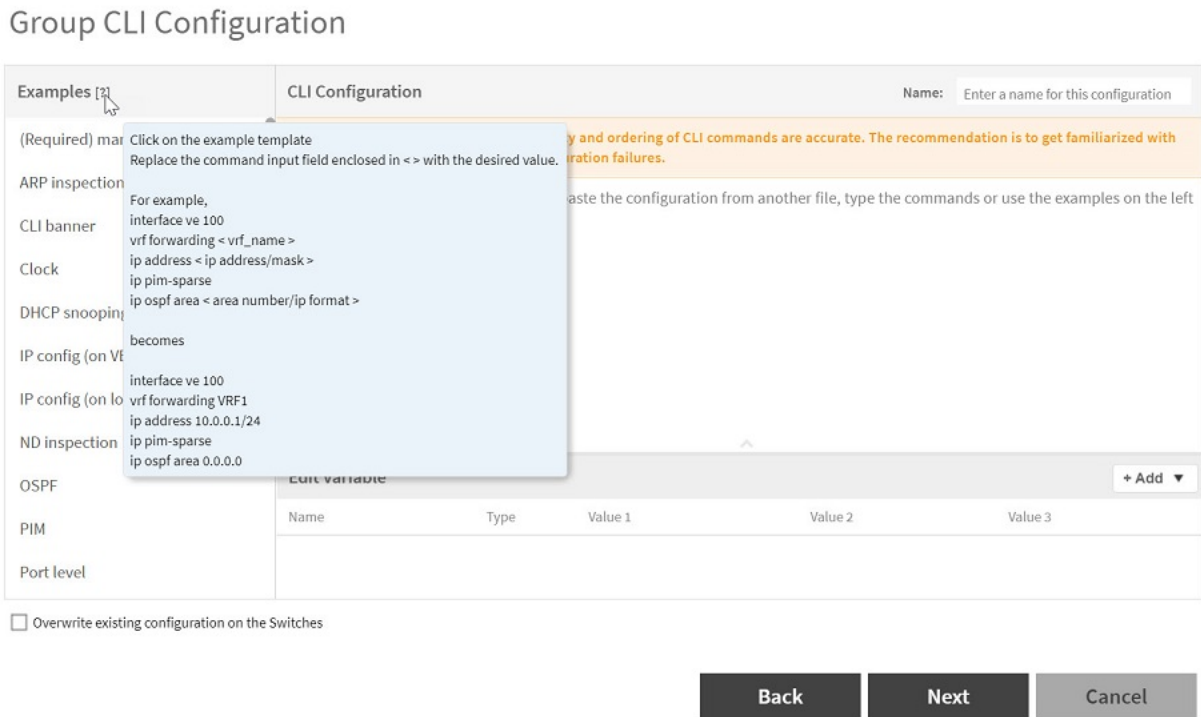 Group CLI Configuration
Examples [?]
CLI Configuration
Name:
Enter a name for this configuration
(Required)
ARP inspection
CLI banner
Clock
DHCP snooping
IP config (on
IP config (on
ND inspection
OSPF
PIM
Port level
Click on the example template
Replace the command input field enclosed in <> with the desired value.
For example,
interface ve 100
vrf forwarding < vrf_name >
ip address < ip address/mask >
ip pim-sparse
ip ospf area < area number/ip format >
becomes
interface ve 100
vrf forwarding VRF1
ip address 10.0.0.1/24
ip pim-sparse
ip ospf area 0.0.0.0
and ordering of CLI commands are accurate. The recommendation is to get familiarized with
failures.
the configuration from another file, type the commands or use the examples on the left
Edit Variable
+ Add
Name
Type
Value 1
Value 2
Value 3
Overwrite existing configuration on the Switches
Back
Next
Cancel